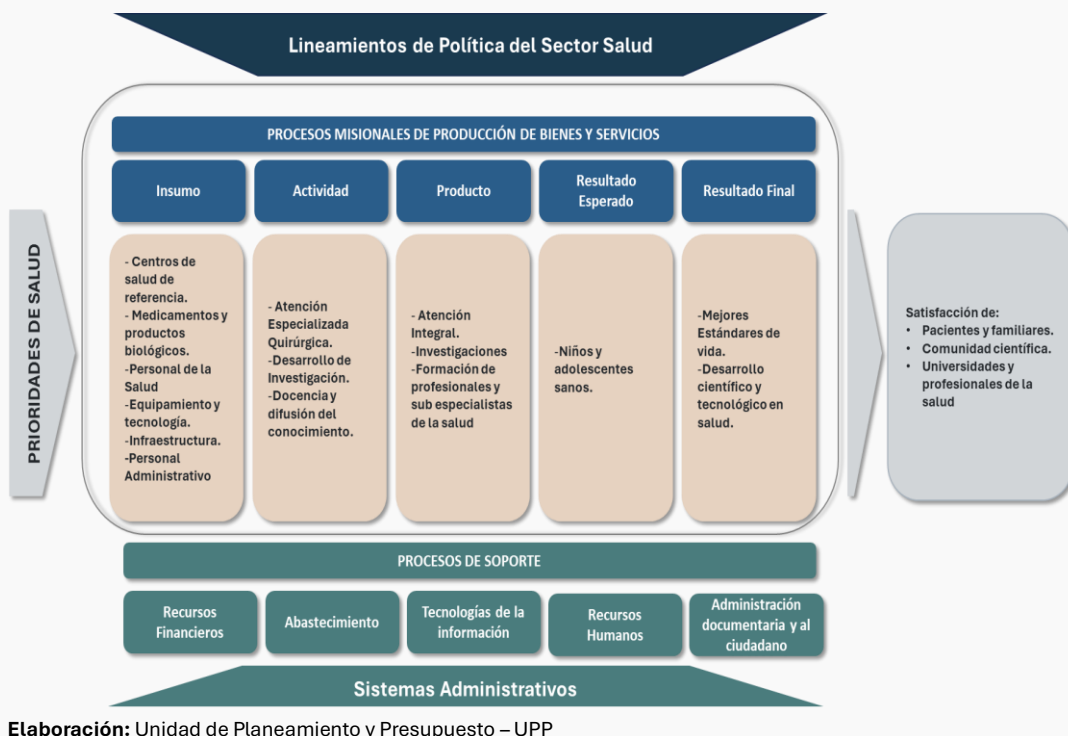 Lineamientos de Política del Sector Salud
PROCESOS MISIONALES DE PRODUCCIÓN DE BIENES Y SERVICIOS
Insumo
Actividad
Producto
Resultado
Esperado
Resultado Final
PRIORIDADES DE SALUD
- Centros de
salud de
referencia.
- Medicamentos y
productos
biológicos.
-Personal de la
Salud
-Equipamiento y
tecnología.
-Infraestructura.
-Personal
Administrativo
- Atención
Especializada
Quirúrgica.
-Desarrollo de
Investigación.
-Docencia y
difusión del
conocimiento.
- Atención
Integral.
-Investigaciones
-Formación de
profesionales y
sub especialistas
de la salud
-Niños y
adolescentes
sanos.
-Mejores
Estándares de
vida.
-Desarrollo
científico y
tecnológico en
salud.
Satisfacción de:
• Pacientes y familiares.
• Comunidad científica.
• Universidades y
profesionales de la
salud
PROCESOS DE SOPORTE
Recursos
Financieros
Abastecimiento
Tecnologías de la
información
Recursos
Humanos
Administración
documentaria y al
ciudadano
Sistemas Administrativos
Elaboración: Unidad de Planeamiento y Presupuesto – UPP